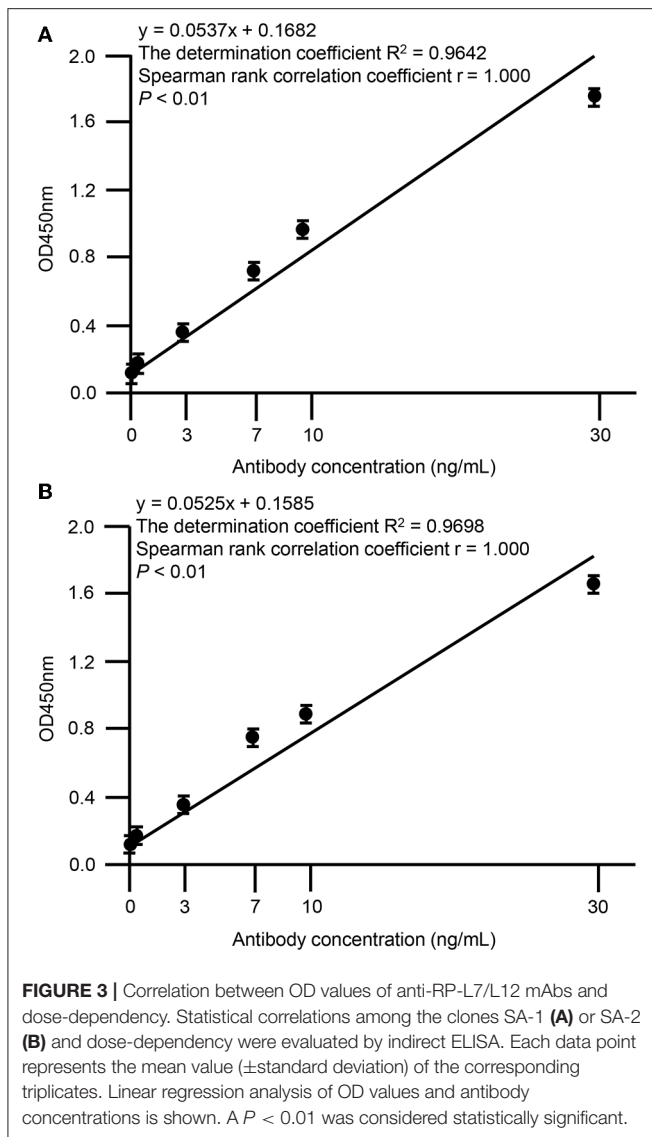 A
y = 0.0537x + 0.1682
The determination coefficient R² = 0.9642
Spearman rank correlation coefficient r = 1.000
P < 0.01
2.0
1.6
1.2
0.8
0.4
0.0
OD450nm
0 3 7 10 30
Antibody concentration (ng/mL)
B
y = 0.0525x + 0.1585
The determination coefficient R² = 0.9698
Spearman rank correlation coefficient r = 1.000
P < 0.01
2.0
1.6
1.2
0.8
0.4
0.0
OD450nm
0 3 7 10 30
Antibody concentration (ng/mL)
FIGURE 3 | Correlation between OD values of anti-RP-L7/L12 mAbs and
dose-dependency. Statistical correlations among the clones SA-1 (A) or SA-2
(B) and dose-dependency were evaluated by indirect ELISA. Each data point
represents the mean value (±standard deviation) of the corresponding
triplicates. Linear regression analysis of OD values and antibody
concentrations is shown. A P < 0.01 was considered statistically significant.